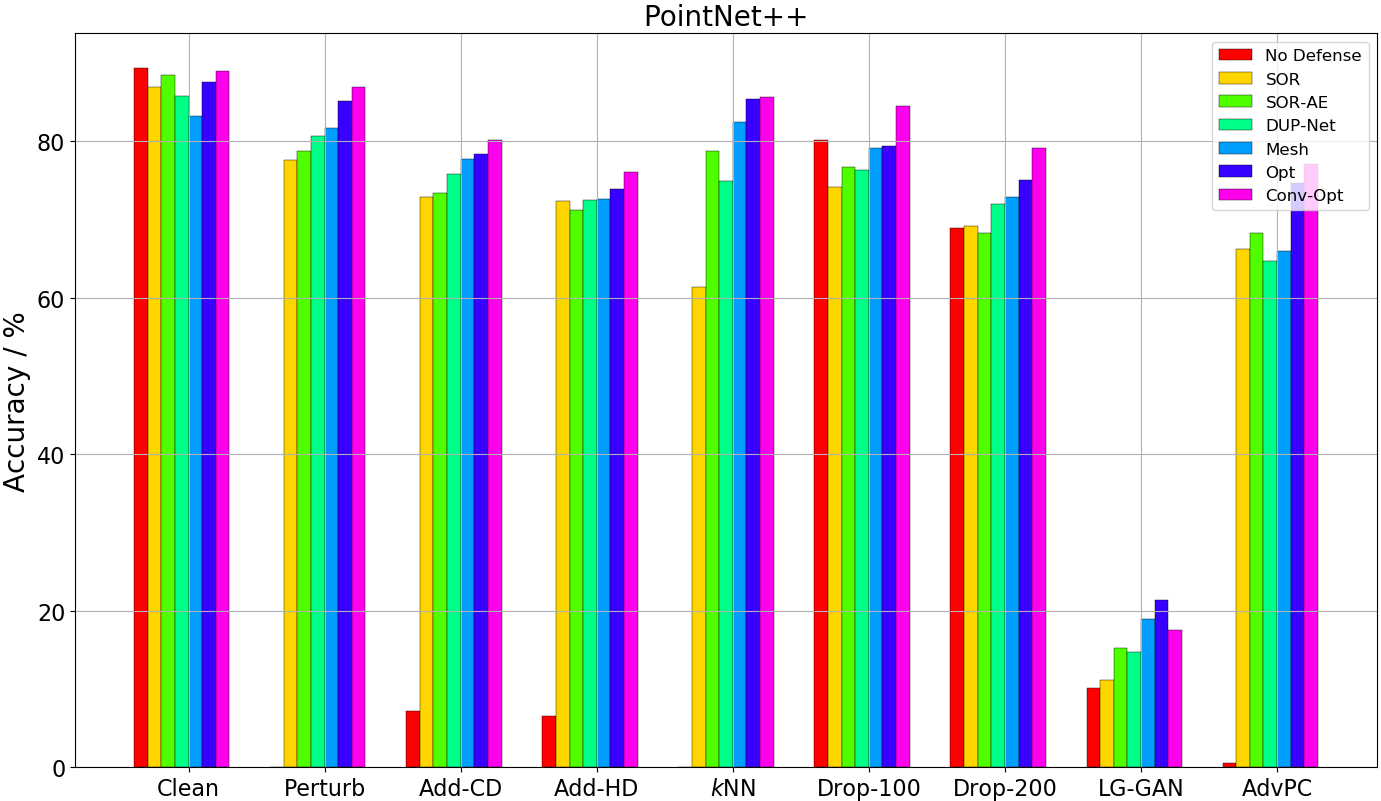 PointNet++
Accuracy / %
80
60
40
20
0
No Defense
SOR
SOR-AE
DUP-Net
Mesh
Opt
Conv-Opt
Clean Perturb Add-CD Add-HD kNN Drop-100 Drop-200 LG-GAN AdvPC